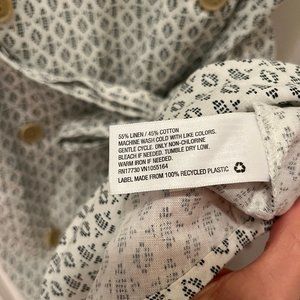 55% LINEN / 45% COTTON
MACHINE WASH COLD WITH LIKE COLORS.
GENTLE CYCLE. ONLY NON-CHLORINE
BLEACH IF NEEDED. TUMBLE DRY LOW.
WARM IRON IF NEEDED.
RN17730 VN1055164
LABEL MADE FROM 100% RECYCLED PLASTIC